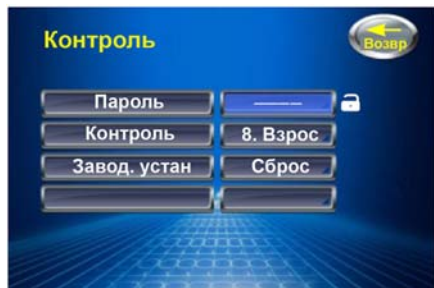 Контроль
Возвр
Пароль
Контроль 8. Взрос
Завод. устан Сброс